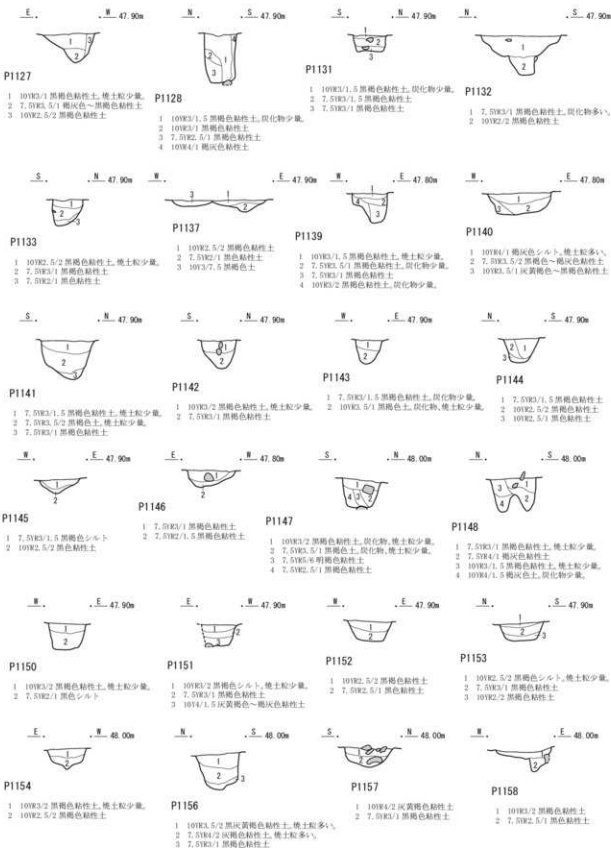 E W 47.90m
P1127
1 10YR3/1 黒褐色粘性土, 焼土粒少量。
2 7.5YR3.5/1 褐灰色～黒褐色粘性土
3 10YR2.5/2 黒褐色粘性土
N S 47.90m
P1128
1 10YR3/1.5 黒褐色粘性土, 炭化物少量。
2 10YR3/1 黒褐色粘性土
3 7.5YR2.5/1 黒褐色粘性土
4 10YR4/1 褐灰色粘性土
S N 47.90m
P1131
1 10YR3/1.5 黒褐色粘性土, 炭化物少量。
2 7.5YR3/1.5 黒褐色粘性土
3 7.5YR3/1 黒褐色粘性土
N S 47.90m
P1132
1 7.5YR3/1 黒褐色粘性土, 炭化物多い。
2 10YR2/2 黒褐色粘性土
S N 47.90m
P1133
1 10YR2.5/2 黒褐色粘性土, 焼土粒少量。
2 7.5YR3/1 黒褐色粘性土
3 7.5YR2/1 黒色粘性土
W E 47.90m
P1137
1 10YR2.5/2 黒褐色粘性土
2 7.5YR2/1 黒色粘性土
3 10Y3/7.5 黒褐色土
W E 47.80m
P1139
1 10YR3/1.5 黒褐色粘性土, 焼土粒少量。
2 7.5YR3.5/1 黒褐色粘性土, 炭化物少量。
3 7.5YR3/1 黒褐色粘性土
4 10YR3/2 黒褐色粘性土, 炭化物少量。
W E 47.80m
P1140
1 10YR4/1 褐灰色シルト, 焼土粒多い。
2 7.5YR3.5/2 黒褐色～褐灰色粘性土
3 10YR3.5/1 灰黄褐色～黒褐色粘性土
S N 47.90m
P1141
1 7.5YR3/1.5 黒褐色粘性土, 焼土粒少量。
2 7.5YR3.5/2 黒褐色土, 焼土粒少量。
3 7.5YR3/1 黒褐色粘性土
S N 47.90m
P1142
1 10YR3/2 黒褐色粘性土, 焼土粒少量。
2 7.5YR3/1 黒褐色粘性土
W E 47.90m
P1143
1 7.5YR3/1.5 黒褐色粘性土, 炭化物少量。
2 10YR3.5/1 黒褐色土, 炭化物, 焼土粒少量。
N S 47.90m
P1144
1 7.5YR3/1.5 黒褐色粘性土
2 10YR2.5/2 黒褐色粘性土
3 10YR2.5/1 黒色粘性土
W E 47.90m
P1145
1 7.5YR3/1.5 黒褐色シルト
2 10YR2.5/2 黒色粘性土
E W 47.80m
P1146
1 7.5YR3/1 黒褐色粘性土
2 7.5YR2/1.5 黒褐色粘性土
S N 48.00m
P1147
1 10YR3/2 黒褐色粘性土, 炭化物, 焼土粒少量。
2 7.5YR3.5/1 黒褐色土, 炭化物, 焼土粒少量。
3 7.5YR5/6 明褐色粘性土
4 7.5YR2.5/1 黒褐色粘性土
N S 48.00m
P1148
1 7.5YR3/1 黒褐色粘性土, 焼土粒少量。
2 7.5YR4/1 褐灰色粘性土
3 10YR3/1.5 黒褐色粘性土, 焼土粒少量。
4 10YR4/1.5 褐灰色土, 炭化物少量。
W E 47.90m
P1150
1 10YR3/2 黒褐色粘性土, 焼土粒少量。
2 7.5YR2/1 黒色シルト
E W 47.90m
P1151
1 10YR3/2 黒褐色シルト, 焼土粒少量。
2 7.5YR3/1 黒褐色粘性土
3 10Y4/1.5 灰黄褐色～褐灰色粘性土
W E 47.90m
P1152
1 10YR2.5/2 黒褐色粘性土
2 7.5YR2.5/1 黒色粘性土
N S 47.90m
P1153
1 10YR2.5/2 黒褐色シルト, 焼土粒少量。
2 7.5YR3/1 黒褐色粘性土
3 10YR2/2 黒褐色粘性土
E W 48.00m
P1154
1 10YR3/2 黒褐色粘性土, 焼土粒少量。
2 10YR2.5/2 黒褐色粘性土
N S 48.00m
P1156
1 10YR3.5/2 黒灰黄褐色粘性土, 焼土粒多い。
2 7.5YR4/2 灰褐色粘性土, 焼土粒多い。
3 7.5YR3/1 黒褐色粘性土
S N 48.00m
P1157
1 10YR4/2 灰黄褐色粘性土
2 7.5YR3/1 黒褐色粘性土
W E 48.00m
P1158
1 10YR3/2 黒褐色粘性土
2 7.5YR2.5/1 黒色粘性土